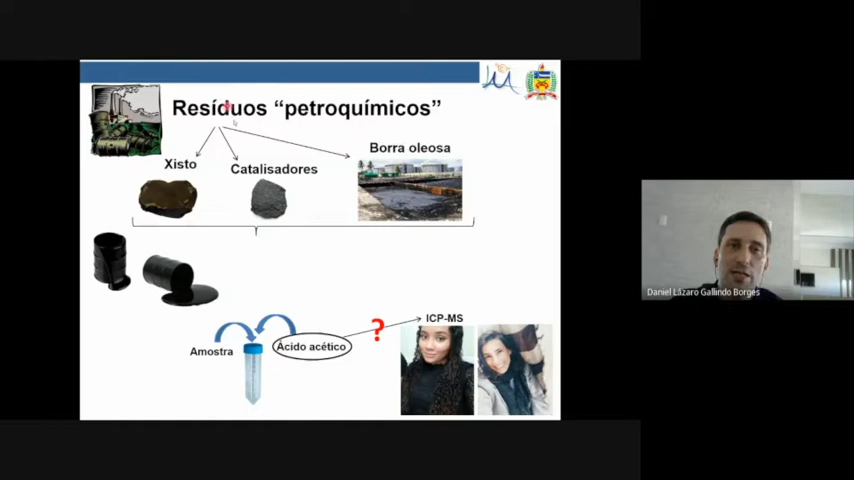 Resíduos “petroquímicos”
Borra oleosa
Xisto
Catalisadores
ICP-MS
?
Amostra
Ácido acético
Daniel Lázaro Gallindo Borges